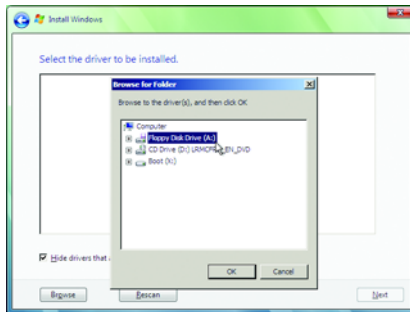 Install Windows
Select the driver to be installed.
Browse for Folder
Browse to the driver(s), and then click OK
Computer
Floppy Disk Drive (A:)
CD Drive (D:) EN_DVD
Boot (X:)
Hide drivers that
OK
Cancel
Browse
Rescan
Next